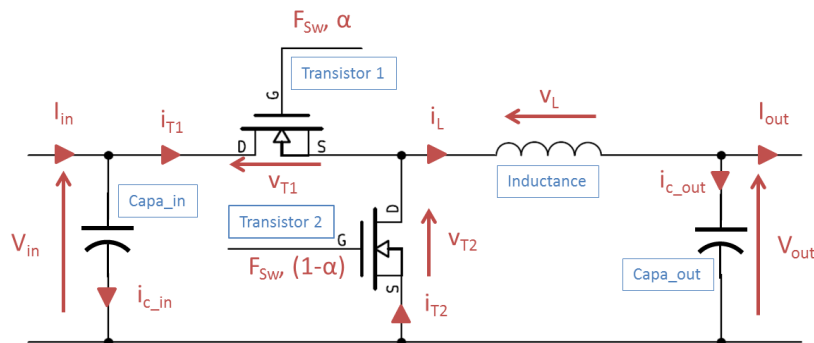 F_Sw, α
Transistor 1
G
I_in
i_T1
D
S
v_T1
i_L
v_L
I_out
Inductance
Capa_in
Transistor 2
G
D
S
F_Sw, (1-α)
v_T2
i_T2
i_c_out
V_in
i_c_in
Capa_out
V_out